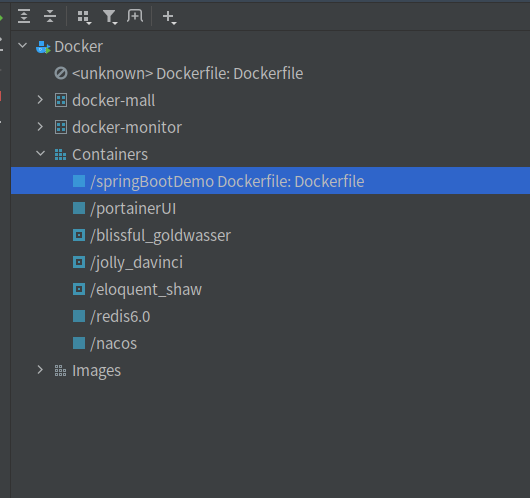 Docker
<unknown> Dockerfile: Dockerfile
docker-mall
docker-monitor
Containers
/springBootDemo Dockerfile: Dockerfile
/portainerUI
/blissful_goldwasser
/jolly_davinci
/eloquent_shaw
/redis6.0
/nacos
Images